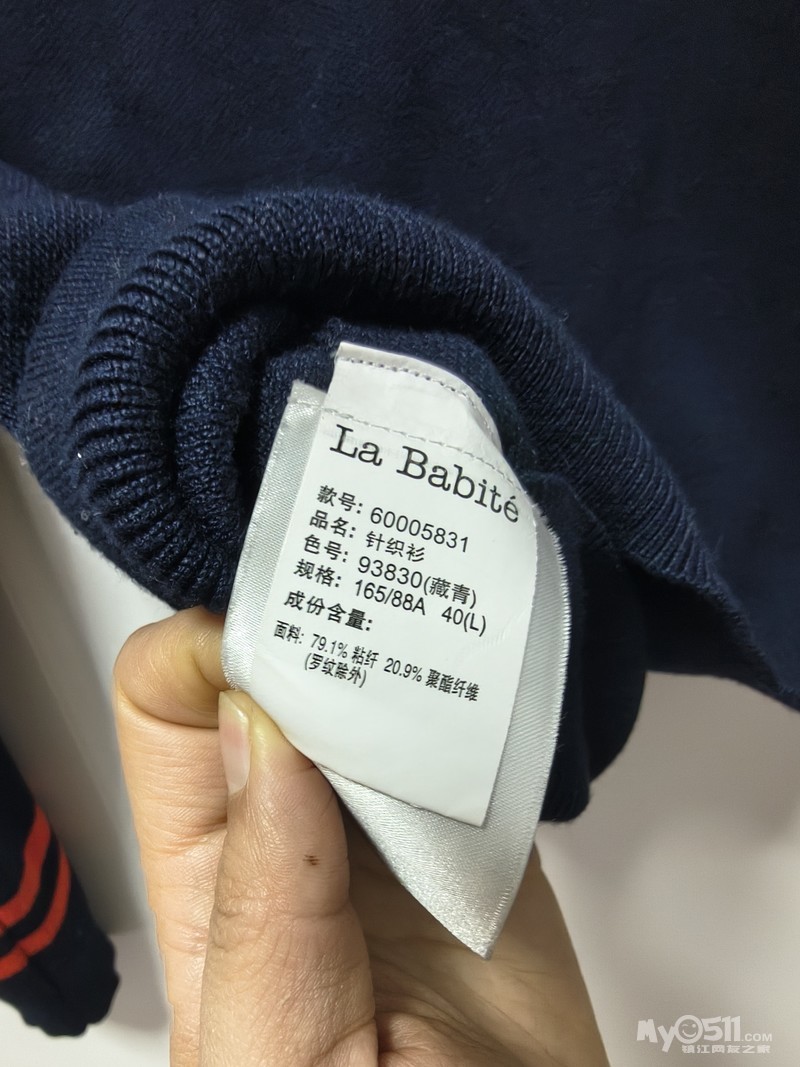 La Babité
款号: 60005831
品名: 针织衫
色号: 93830(藏青)
规格: 165/88A 40(L)
成份含量:
面料: 79.1% 粘纤 20.9% 聚酯纤维
(罗纹除外)
MyO511.COM
镇江网友之家